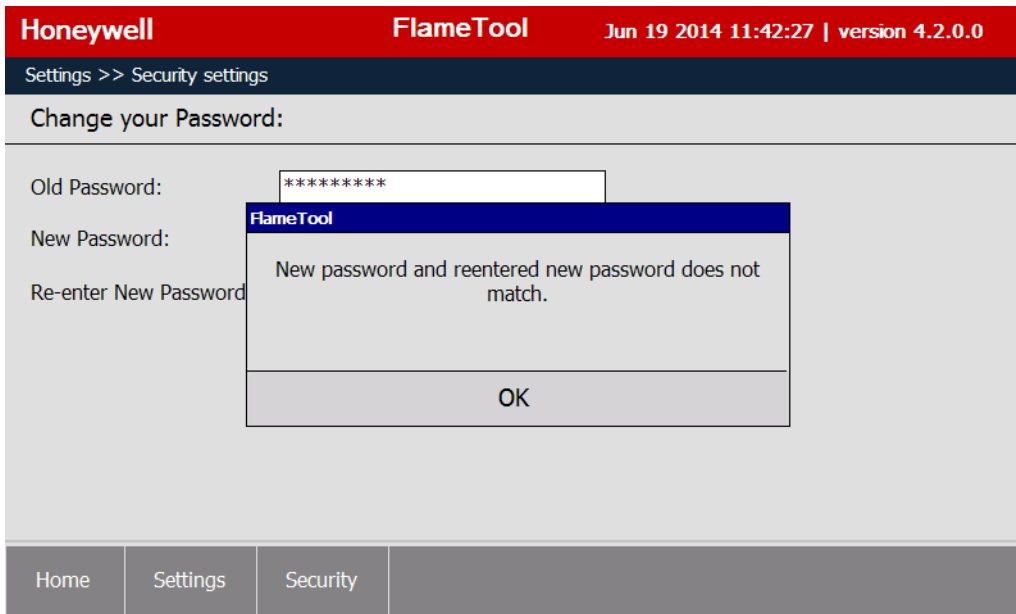 Honeywell FlameTool Jun 19 2014 11:42:27 | version 4.2.0.0
Settings >> Security settings
Change your Password:
Old Password: *********
FlameTool
New Password:
New password and reentered new password does not
match.
Re-enter New Password
OK
Home Settings Security